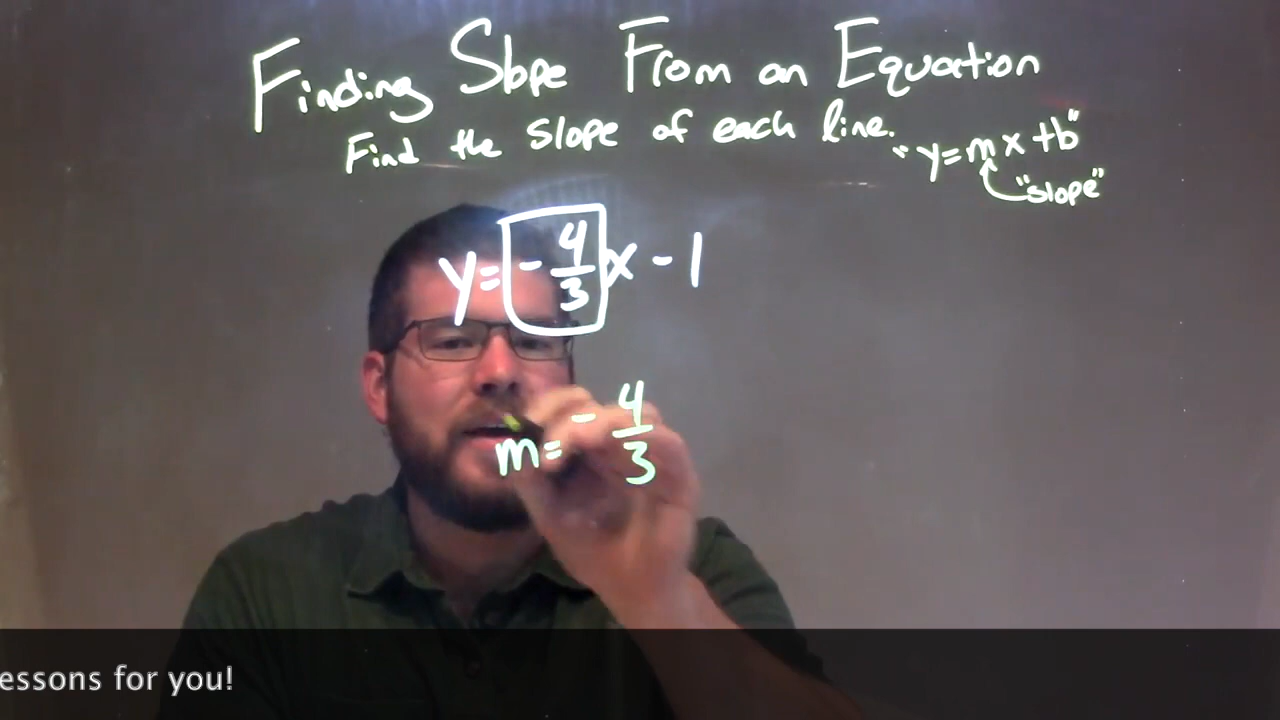 Finding Slope From an Equation
Find the slope of each line.
"y=mx+b"
"slope"
y=-4/3x-1
m=-4/3
essons for you!